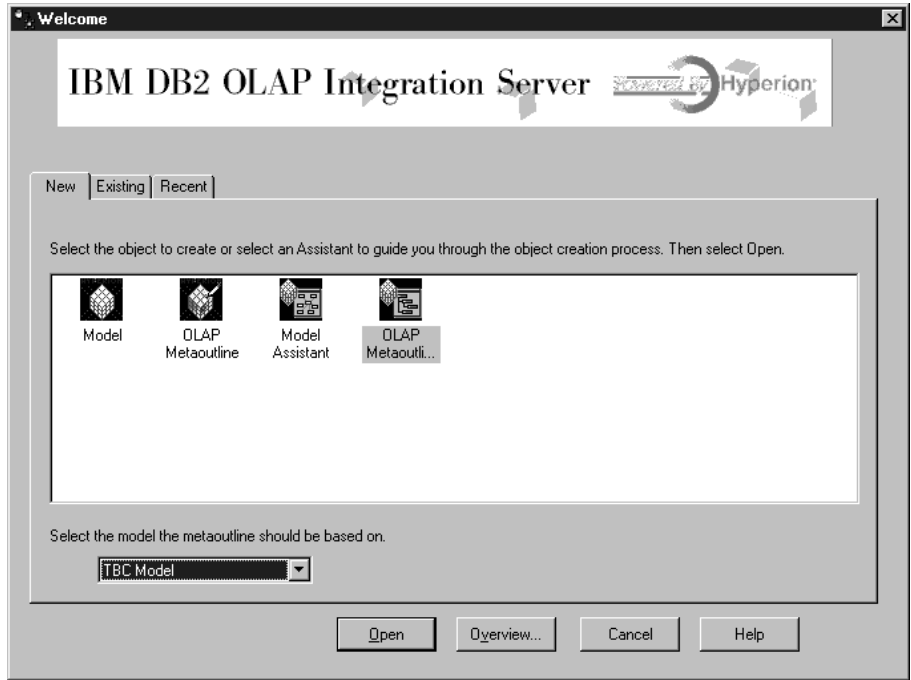 Welcome
IBM DB2 OLAP Integration Server Powered By Hyperion
New Existing Recent
Select the object to create or select an Assistant to guide you through the object creation process. Then select Open.
Model
OLAP Metaoutline
Model Assistant
OLAP Metaoutli...
Select the model the metaoutline should be based on.
TBC Model
Open Overview... Cancel Help